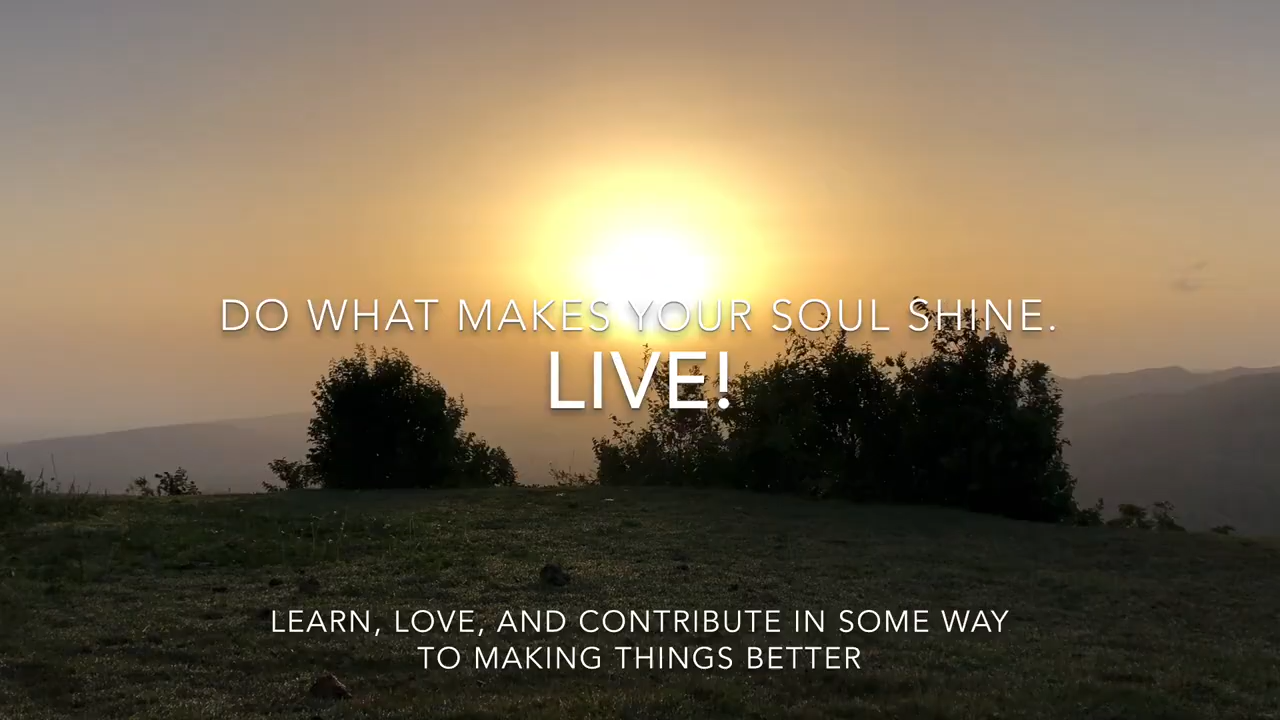 DO WHAT MAKES YOUR SOUL SHINE.
LIVE!
LEARN, LOVE, AND CONTRIBUTE IN SOME WAY
TO MAKING THINGS BETTER